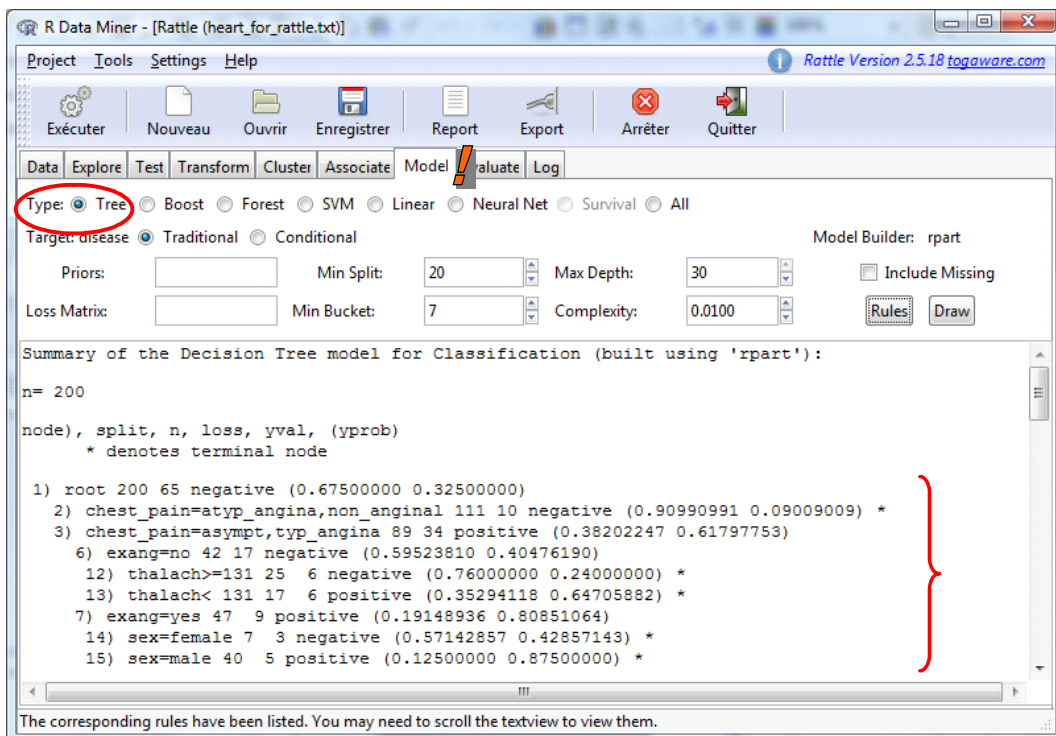 R Data Miner - [Rattle (heart_for_rattle.txt)]
Project Tools Settings Help Rattle Version 2.5.18 togaware.com
Exécuter Nouveau Ouvrir Enregistrer Report Export Arrêter Quitter
Data Explore Test Transform Cluster Associate Model valuate Log
Type: Tree Boost Forest SVM Linear Neural Net Survival All
Target: disease Traditional Conditional Model Builder: rpart
Priors: Min Split: 20 Max Depth: 30 Include Missing
Loss Matrix: Min Bucket: 7 Complexity: 0.0100 Rules Draw
Summary of the Decision Tree model for Classification (built using 'rpart'):
n= 200
node), split, n, loss, yval, (yprob)
* denotes terminal node
1) root 200 65 negative (0.67500000 0.32500000)
2) chest_pain=atyp_angina,non_anginal 111 10 negative (0.90990991 0.09009009) *
3) chest_pain=asympt,typ_angina 89 34 positive (0.38202247 0.61797753)
6) exang=no 42 17 negative (0.59523810 0.40476190)
12) thalach>=131 25 6 negative (0.76000000 0.24000000) *
13) thalach< 131 17 6 positive (0.35294118 0.64705882) *
7) exang=yes 47 9 positive (0.19148936 0.80851064)
14) sex=female 7 3 negative (0.57142857 0.42857143) *
15) sex=male 40 5 positive (0.12500000 0.87500000) *
The corresponding rules have been listed. You may need to scroll the textview to view them.